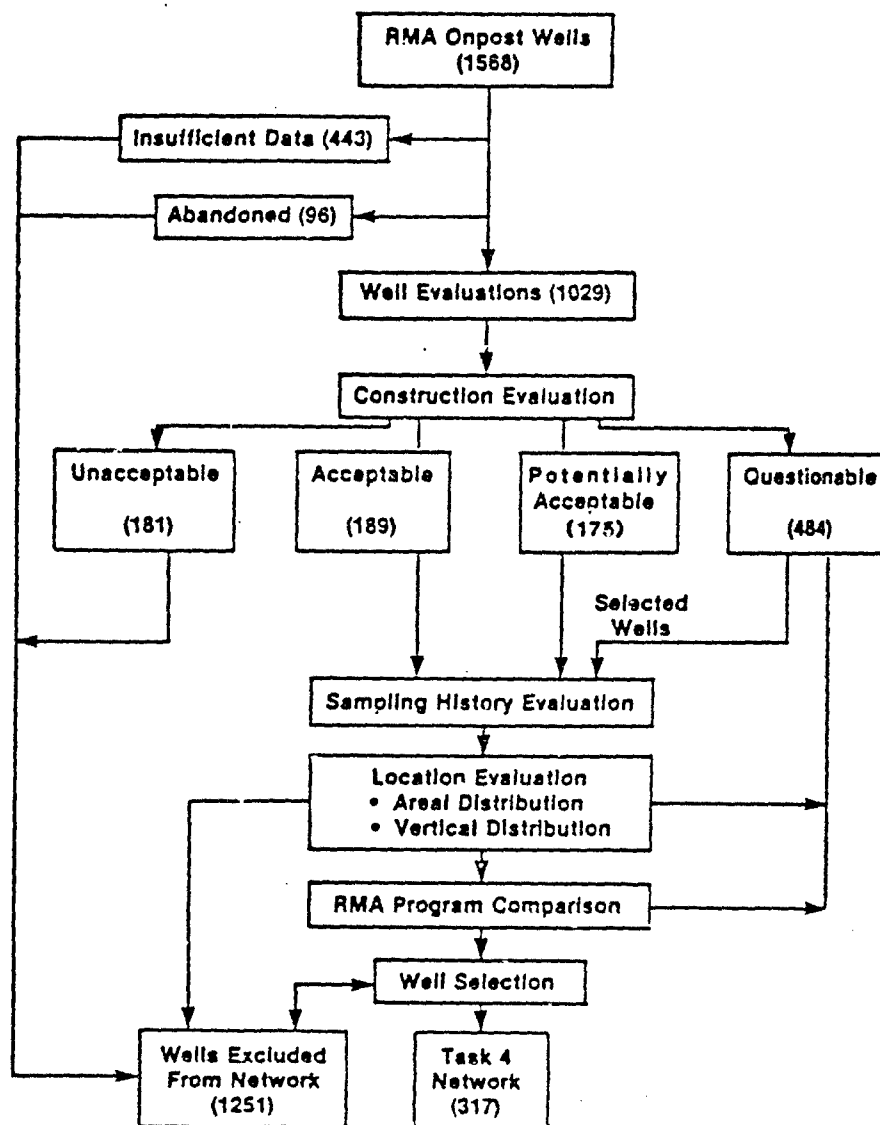 RMA Onpost Wells
(1568)
Insufficient Data (443)
Abandoned (96)
Well Evaluations (1029)
Construction Evaluation
Unacceptable
(181)
Acceptable
(189)
Potentially
Acceptable
(175)
Questionable
(484)
Selected
Wells
Sampling History Evaluation
Location Evaluation
• Areal Distribution
• Vertical Distribution
RMA Program Comparison
Well Selection
Wells Excluded
From Network
(1251)
Task 4
Network
(317)